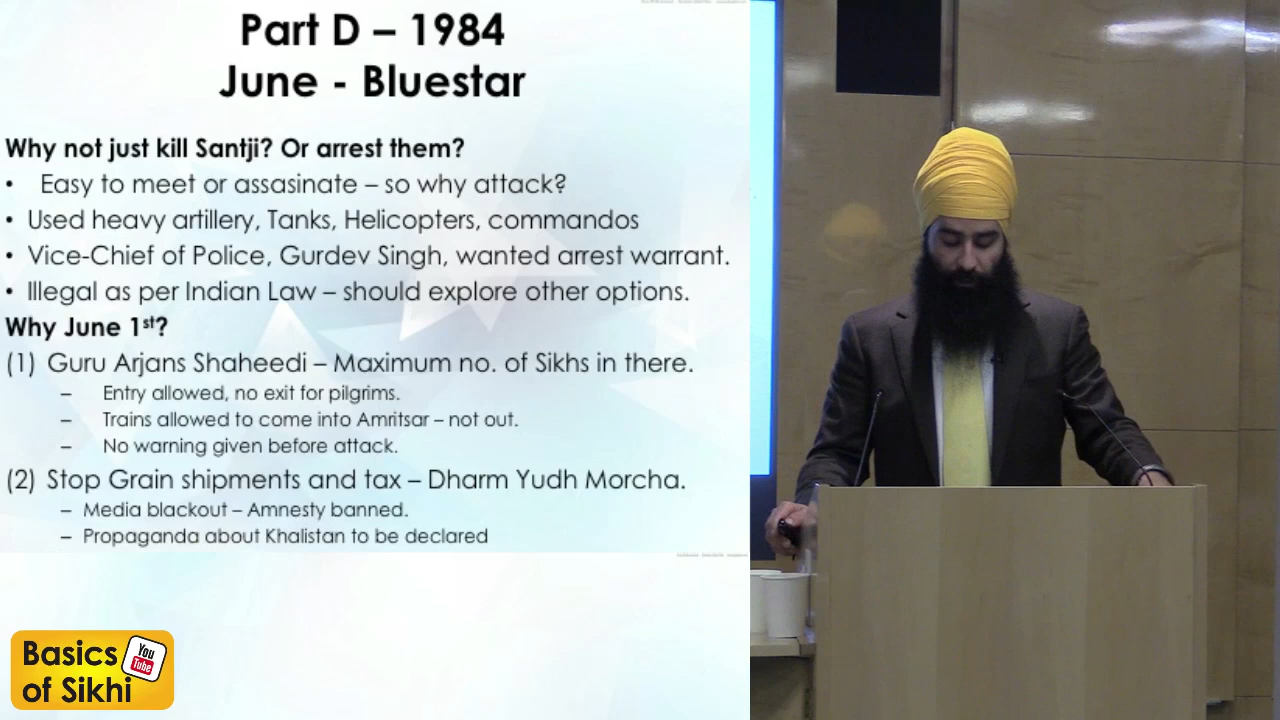 Part D – 1984
June - Bluestar
Why not just kill Santji? Or arrest them?
• Easy to meet or assasinate – so why attack?
• Used heavy artillery, Tanks, Helicopters, commandos
• Vice-Chief of Police, Gurdev Singh, wanted arrest warrant.
• Illegal as per Indian Law – should explore other options.
Why June 1st?
(1) Guru Arjans Shaheedi – Maximum no. of Sikhs in there.
– Entry allowed, no exit for pilgrims.
– Trains allowed to come into Amritsar – not out.
– No warning given before attack.
(2) Stop Grain shipments and tax – Dharm Yudh Morcha.
– Media blackout – Amnesty banned.
– Propaganda about Khalistan to be declared
Basics
of Sikhi
You
Tube